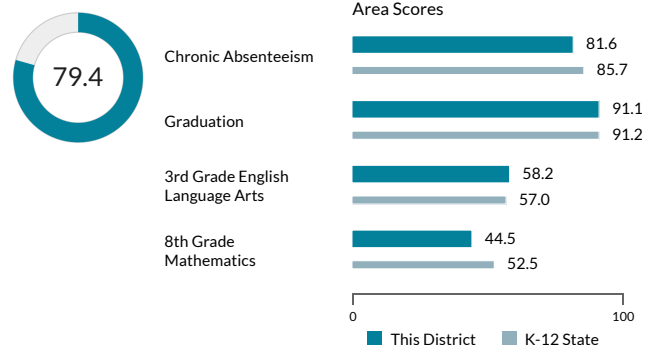 Area Scores
79.4
Chronic Absenteeism
81.6
85.7
Graduation
91.1
91.2
3rd Grade English
Language Arts
58.2
57.0
8th Grade
Mathematics
44.5
52.5
0
100
This District
K-12 State